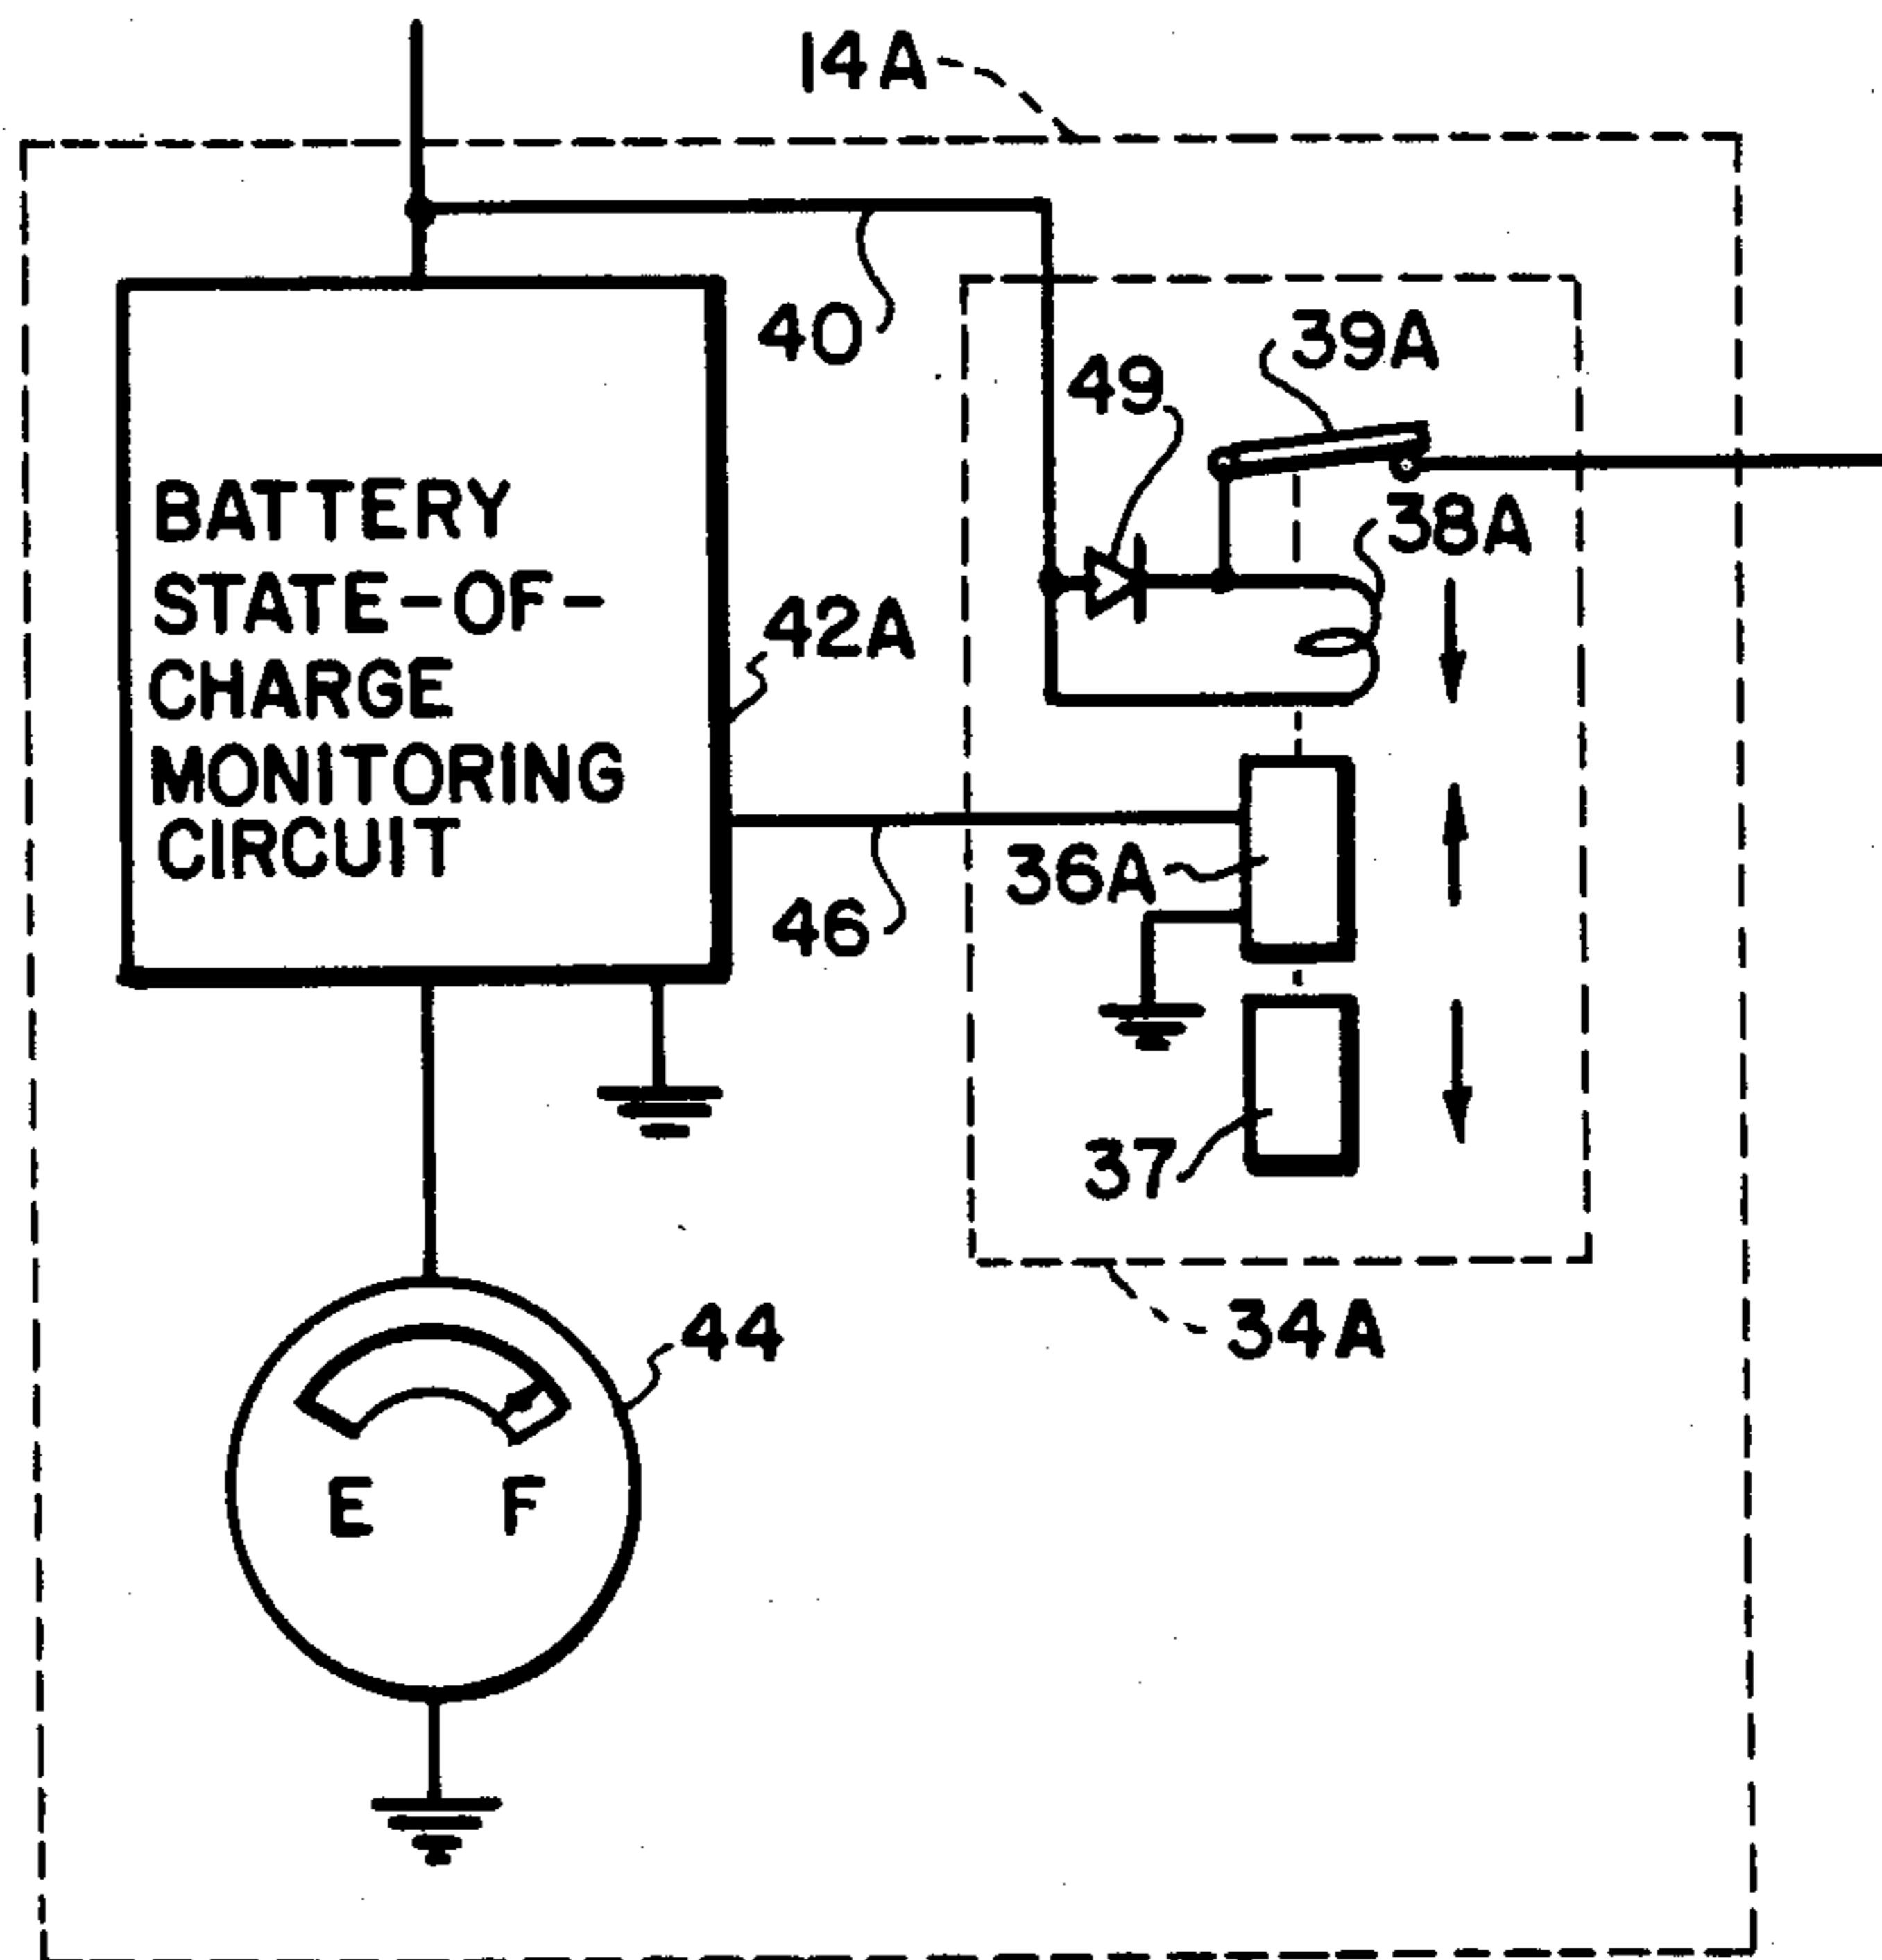 14A
40
39A
49
38A
BATTERY
STATE-OF-
CHARGE
MONITORING
CIRCUIT
42A
36A
46
37
34A
44
E F